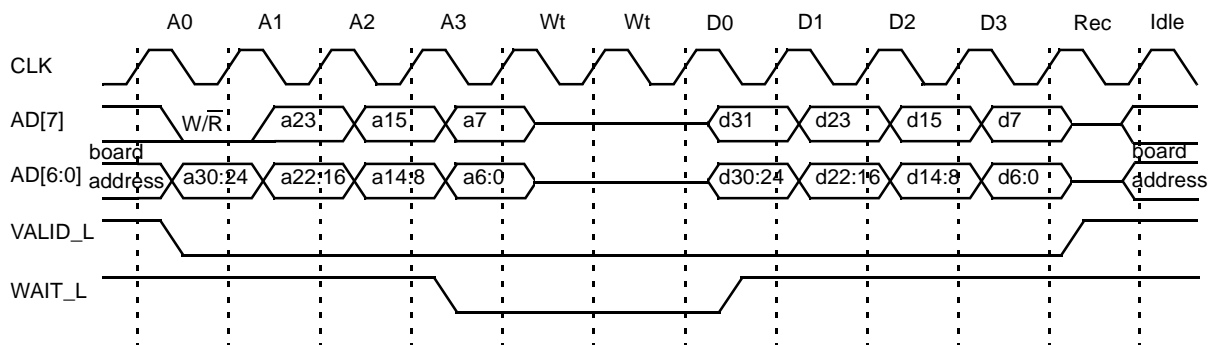 A0 A1 A2 A3 Wt Wt D0 D1 D2 D3 Rec Idle
CLK
AD[7] W/R̅ a23 a15 a7 d31 d23 d15 d7
board board
AD[6:0] address a30:24 a22:16 a14:8 a6:0 d30:24 d22:16 d14:8 d6:0 address
VALID_L
WAIT_L